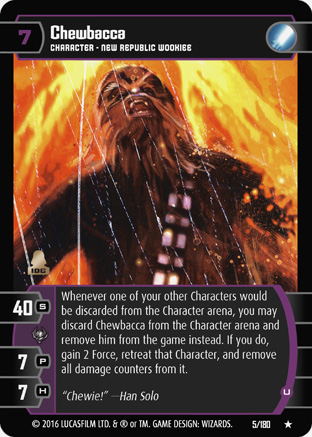 7
Chewbacca
CHARACTER • NEW REPUBLIC WOOKIEE
IDC
40 S
7 P
7 H
Whenever one of your other Characters would
be discarded from the Character arena, you may
discard Chewbacca from the Character arena and
remove him from the game instead. If you do,
gain 2 Force, retreat that Character, and remove
all damage counters from it.
“Chewie!” —Han Solo
U
© 2016 LUCASFILM LTD. & ® or TM. GAME DESIGN: WIZARDS.
5/180